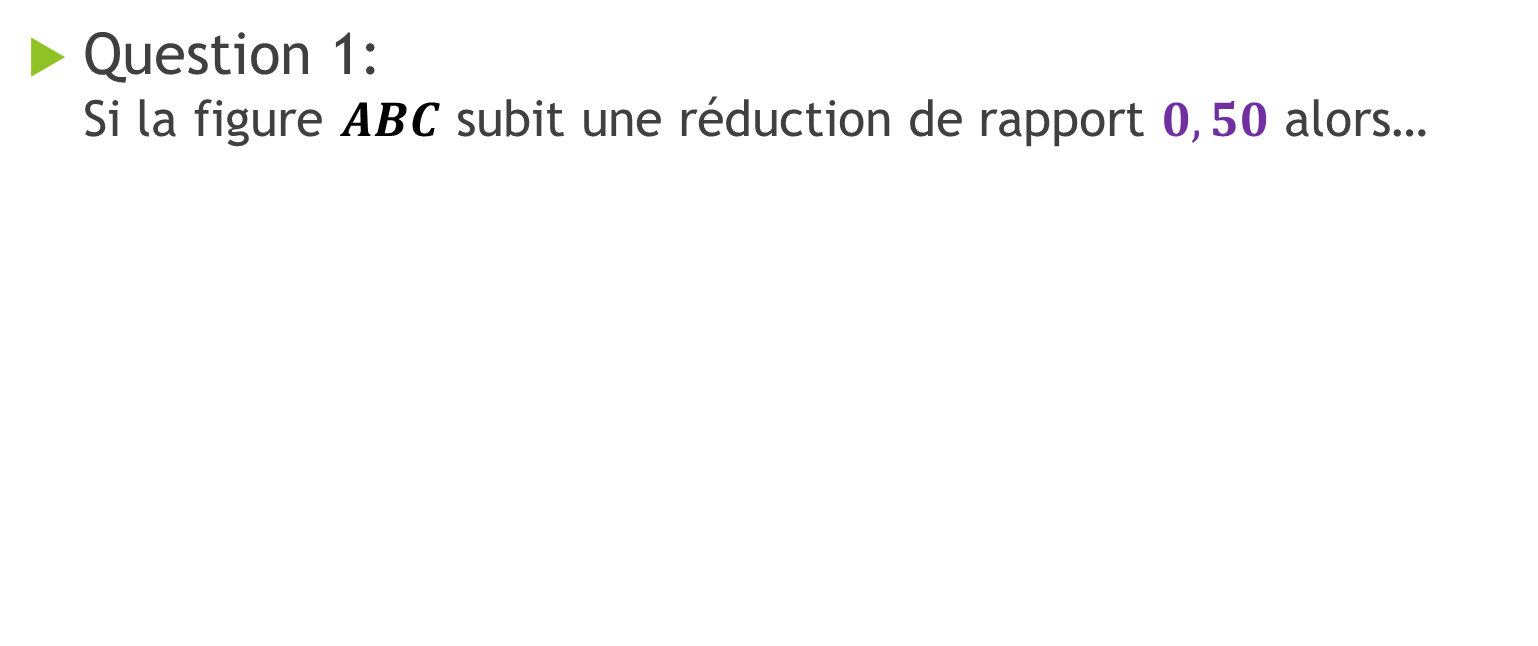 Question 1:
Si la figure ABC subit une réduction de rapport 0,50 alors…